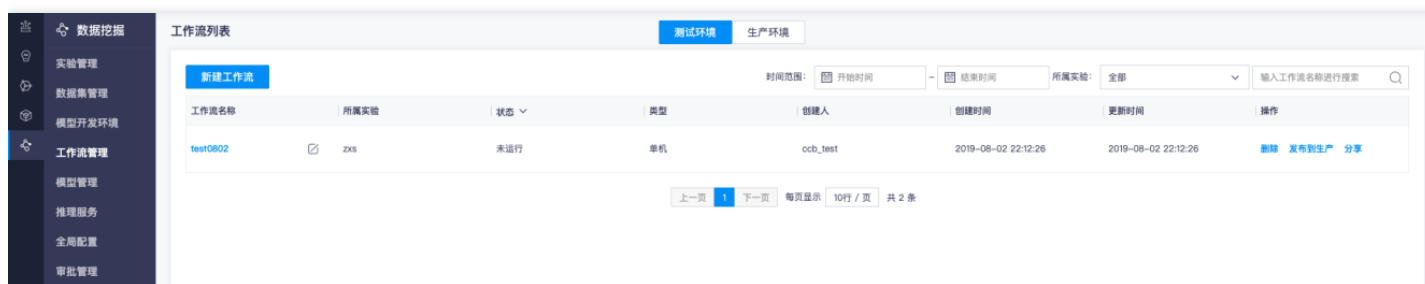 数据挖掘
实验管理
数据集管理
模型开发环境
工作流管理
模型管理
推理服务
全局配置
审批管理
工作流列表 测试环境 生产环境
新建工作流 时间范围: 开始时间 - 结束时间 所属实验: 全部 输入工作流名称进行搜索
工作流名称 所属实验 状态 类型 创建人 创建时间 更新时间 操作
test0802 zxs 未运行 单机 ccb_test 2019-08-02 22:12:26 2019-08-02 22:12:26 删除 发布到生产 分享
上一页 1 下一页 每页显示 10行 / 页 共 2 条